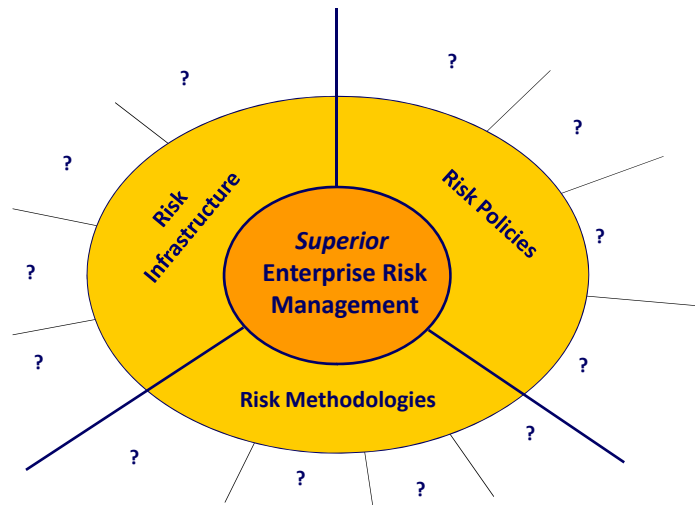 ?
?
?
?
Risk Policies
Risk
Infrastructure
?
Superior
Enterprise Risk
Management
?
?
?
Risk Methodologies
?
?
?
?